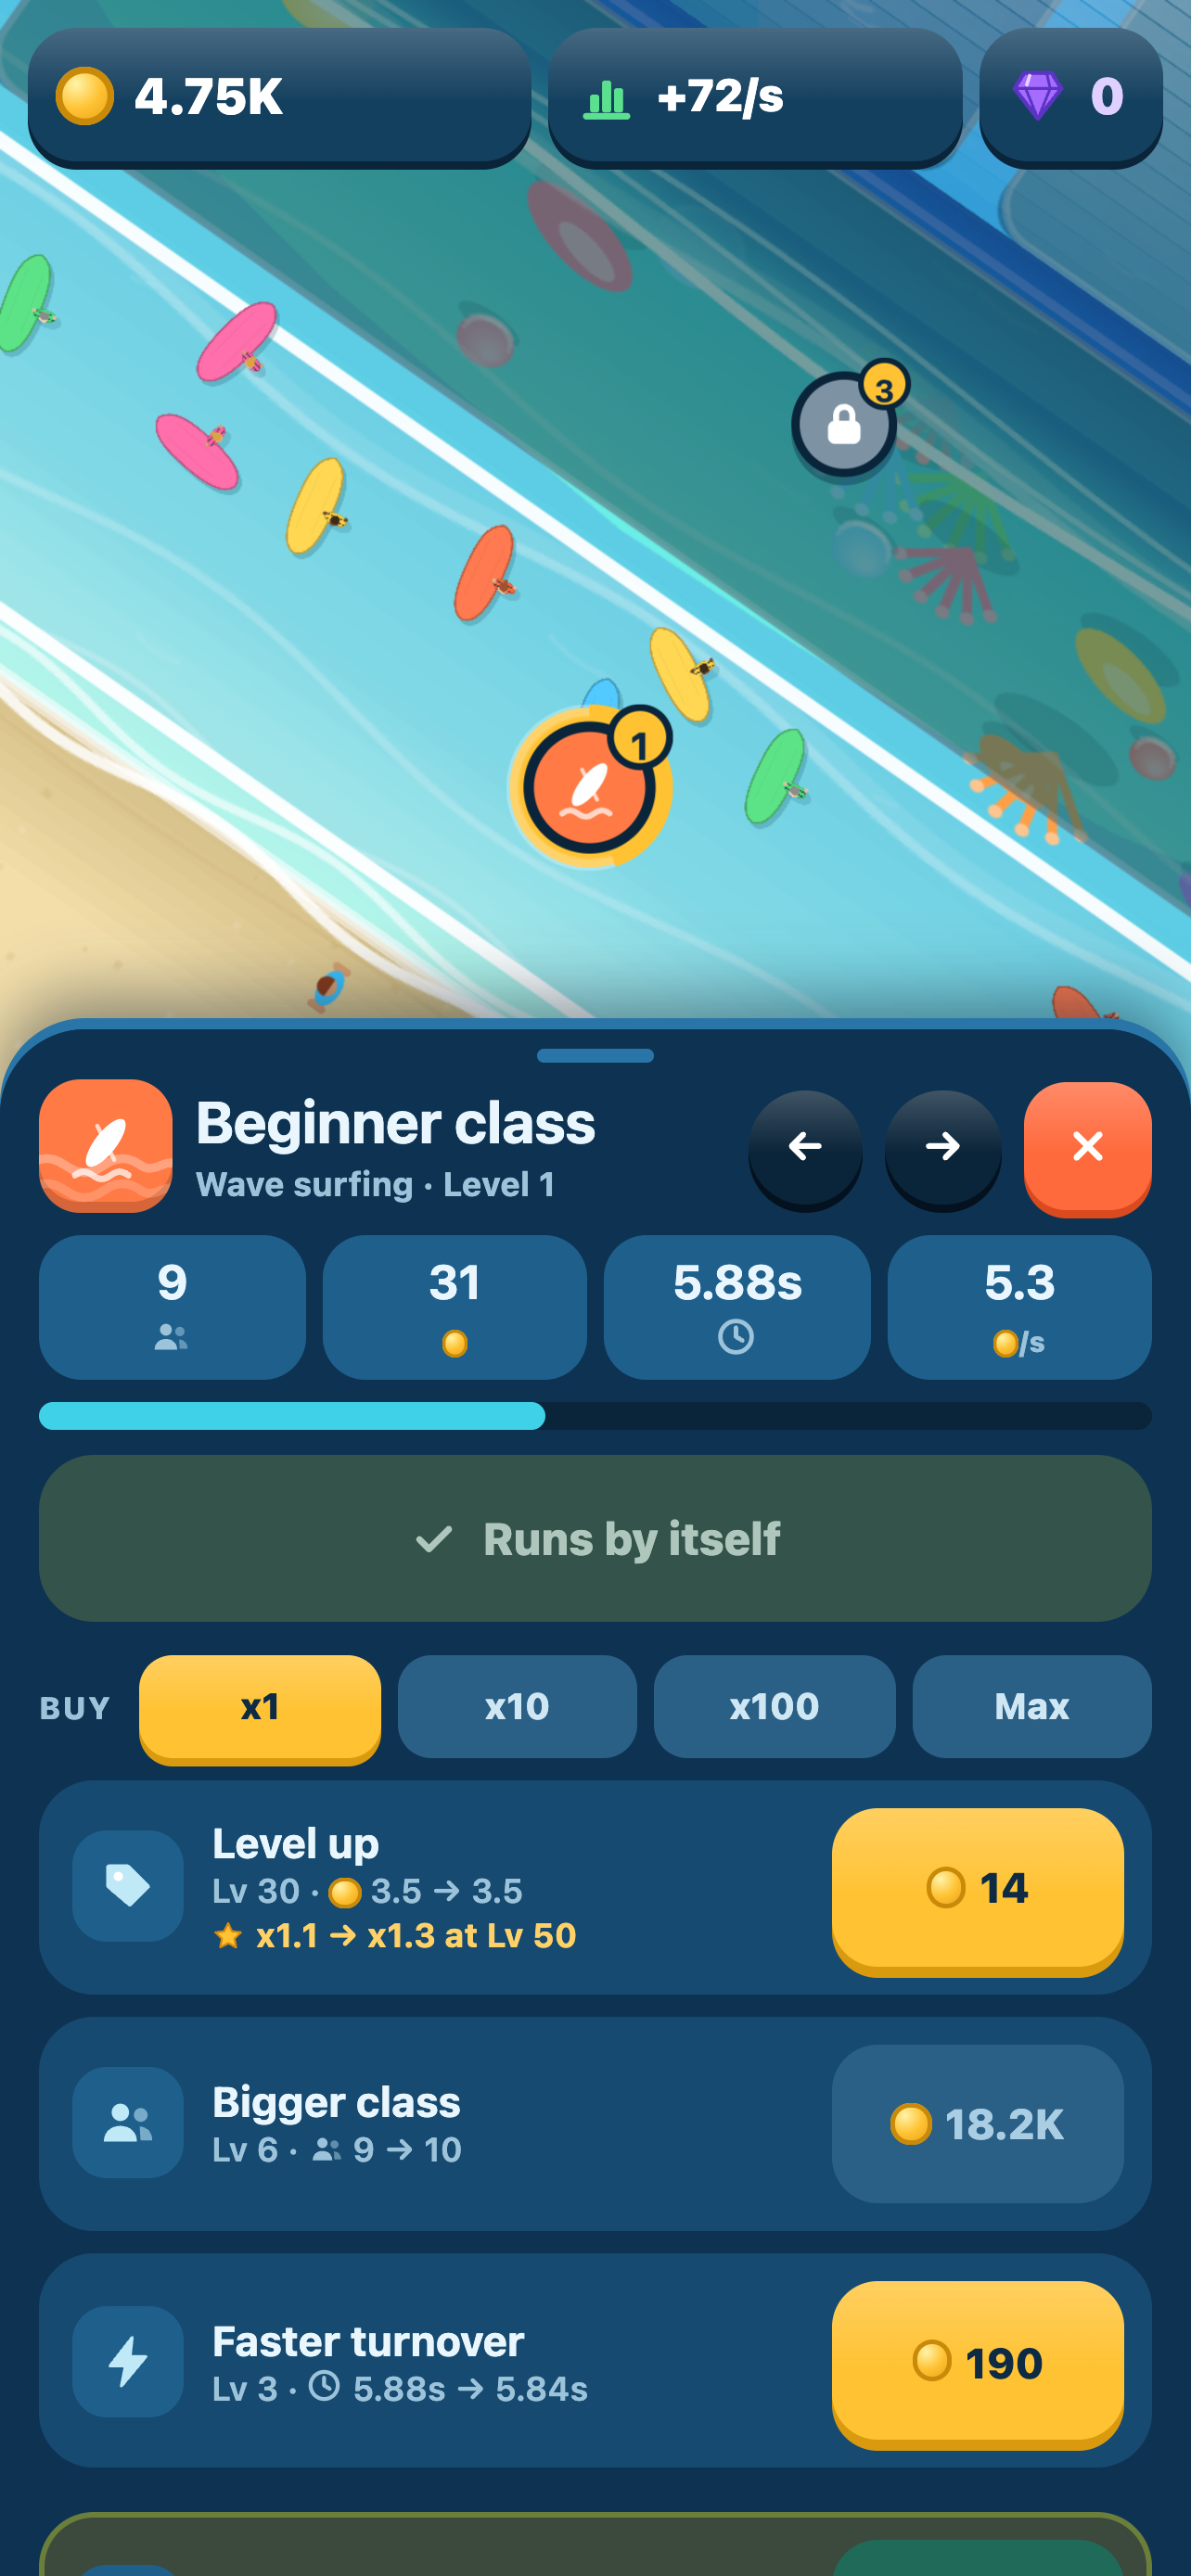 4.75K
+72/s
0
3
1
Beginner class
Wave surfing · Level 1
9
31
5.88s
5.3
/s
Runs by itself
BUY
x1
x10
x100
Max
Level up
Lv 30 · 3.5 → 3.5
x1.1 → x1.3 at Lv 50
14
Bigger class
Lv 6 · 9 → 10
18.2K
Faster turnover
Lv 3 · 5.88s → 5.84s
190